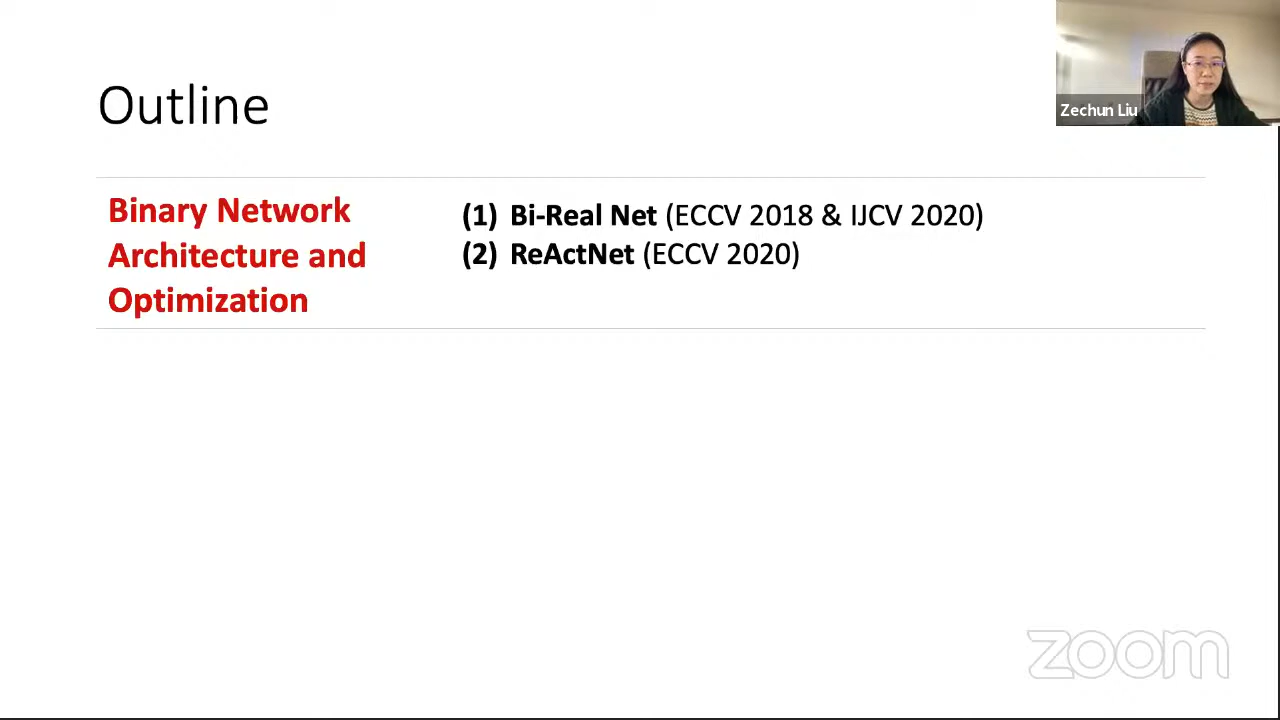 Outline
Zechun Liu
Binary Network
Architecture and
Optimization
(1) Bi-Real Net (ECCV 2018 & IJCV 2020)
(2) ReActNet (ECCV 2020)
zoom